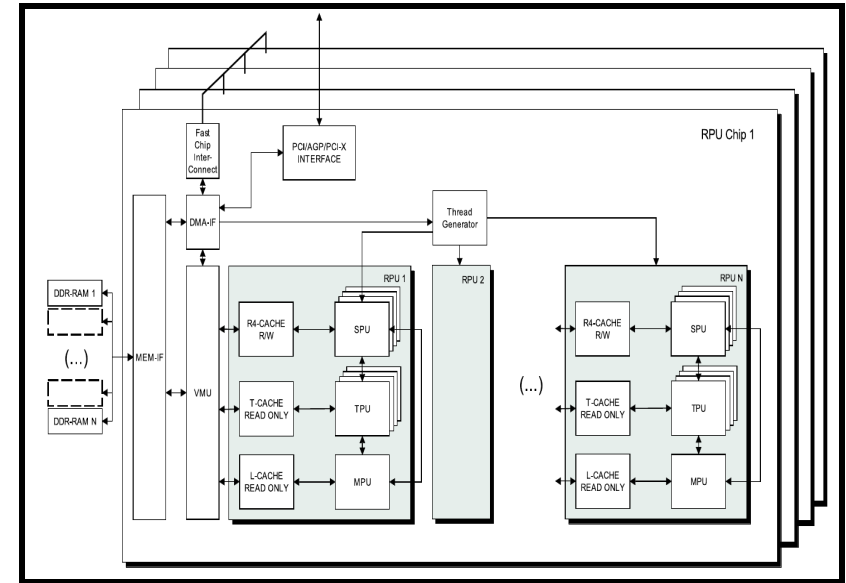 RPU Chip 1
Fast
Chip
Inter-
Connect
PCI/AGP/PCI-X
INTERFACE
DMA-IF
Thread
Generator
DDR-RAM 1
(...)
DDR-RAM N
MEM-IF
VMU
RPU 1
R4-CACHE
R/W
SPU
T-CACHE
READ ONLY
TPU
L-CACHE
READ ONLY
MPU
RPU 2
(...)
RPU N
R4-CACHE
R/W
SPU
T-CACHE
READ ONLY
TPU
L-CACHE
READ ONLY
MPU